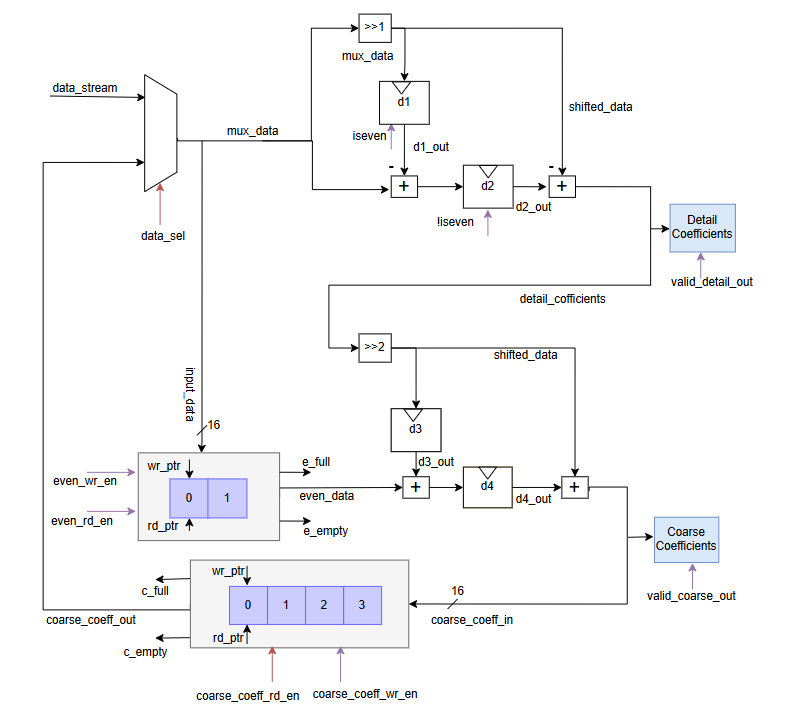 >>1
mux_data
data_stream
d1
shifted_data
mux_data
iseven
d1_out
-
-
+
d2
+
d2_out
!iseven
data_sel
Detail
Coefficients
valid_detail_out
detail_cofficients
>>2
shifted_data
input_data
16
d3
wr_ptr
e_full
d3_out
even_wr_en
0 1
even_data
+
d4
+
d4_out
even_rd_en
rd_ptr
e_empty
Coarse
Coefficients
wr_ptr
c_full
16
valid_coarse_out
0 1 2 3
coarse_coeff_out
coarse_coeff_in
rd_ptr
c_empty
coarse_coeff_rd_en
coarse_coeff_wr_en